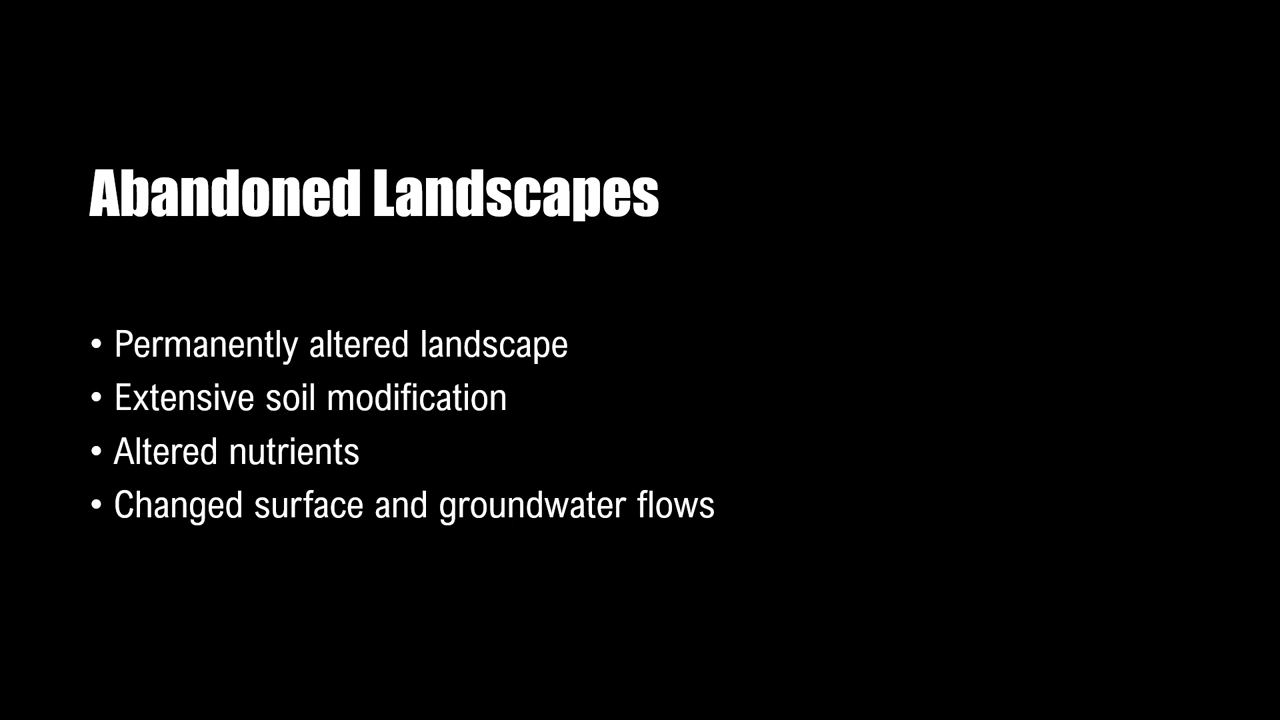 Abandoned Landscapes
• Permanently altered landscape
• Extensive soil modification
• Altered nutrients
• Changed surface and groundwater flows